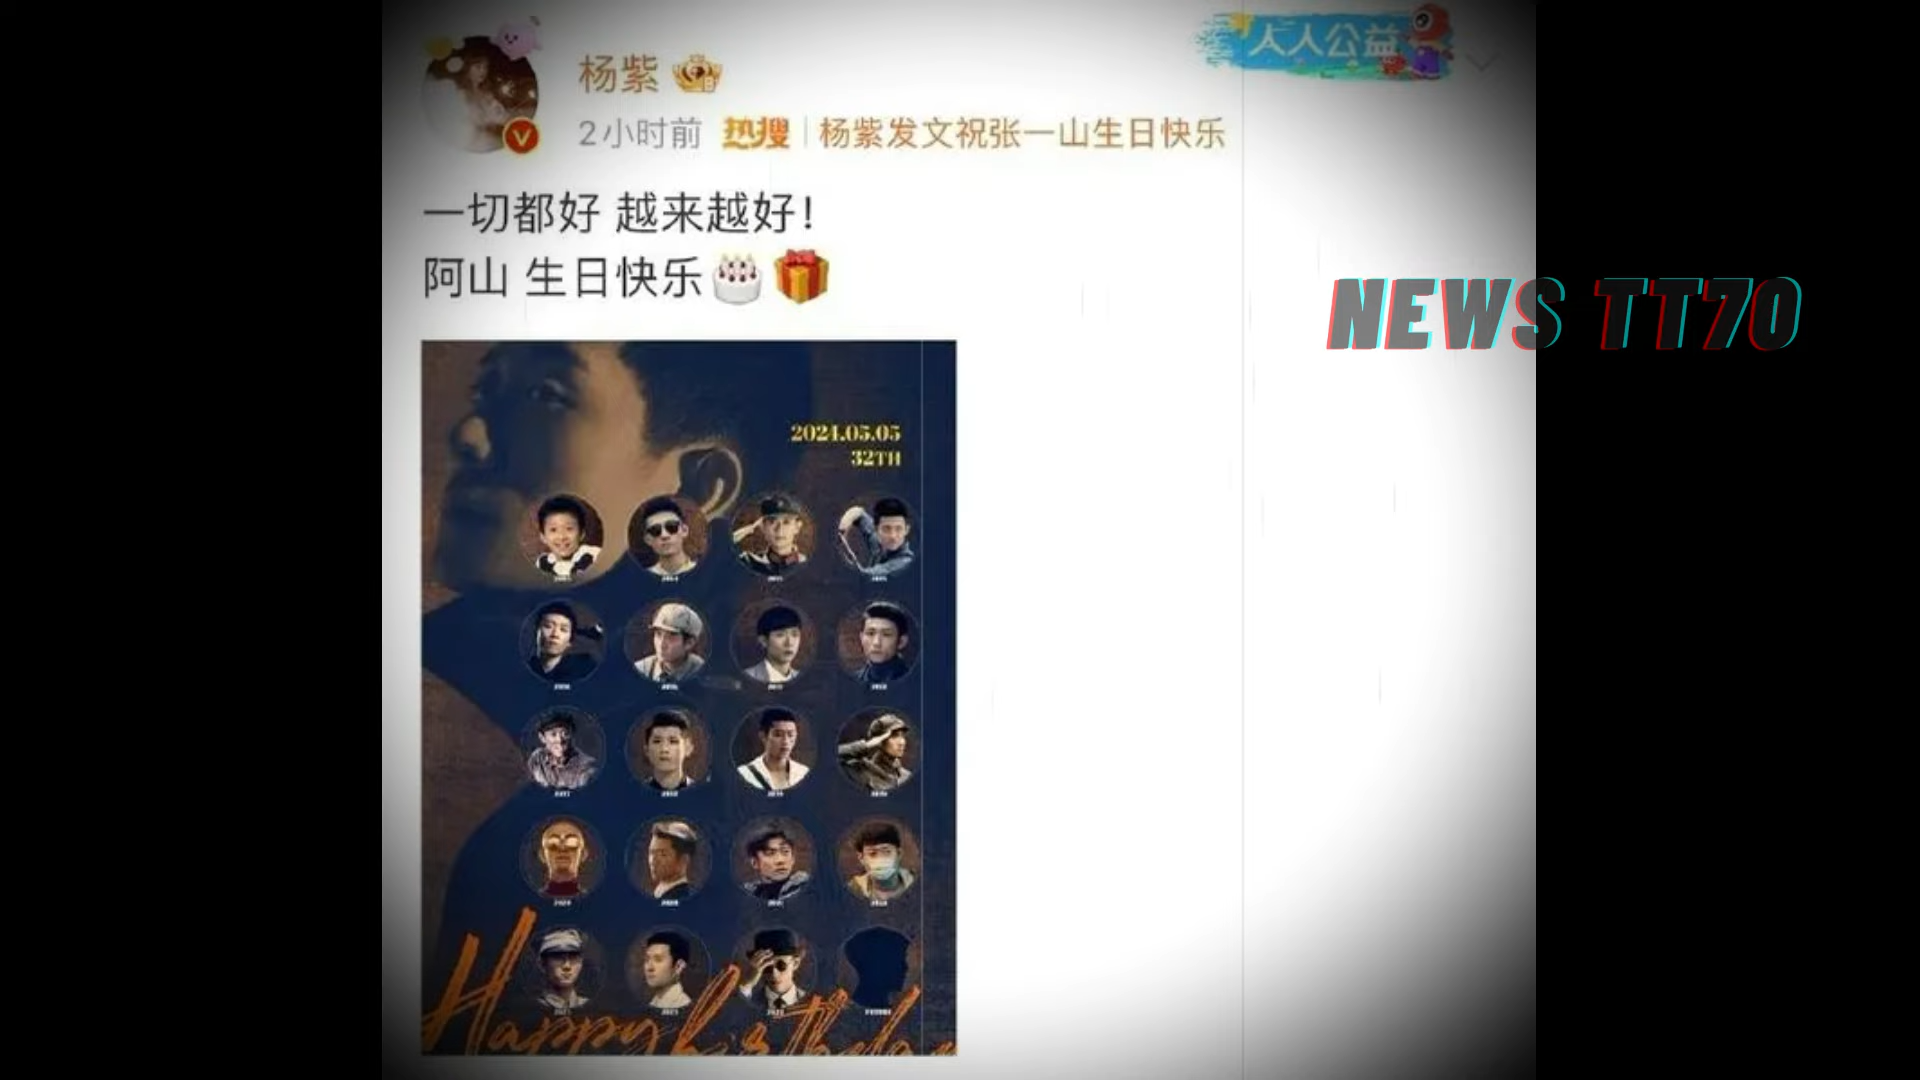 杨紫
人人公益
2小时前 热搜 | 杨紫发文祝张一山生日快乐
一切都好 越来越好!
阿山 生日快乐
NEWS TT70
2024.05.05
32TH
Happy birthday